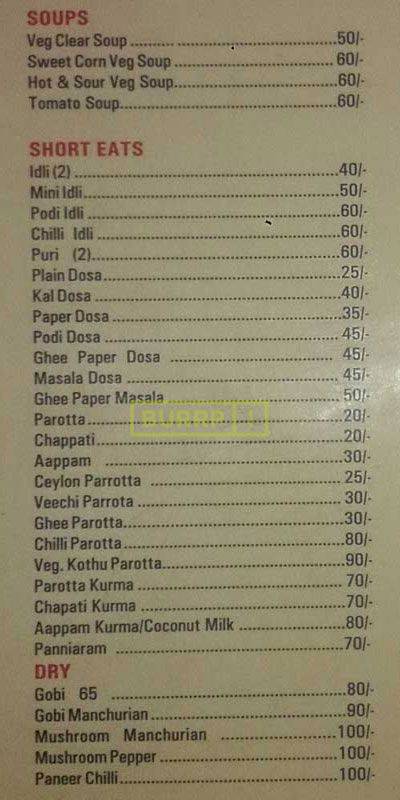 SOUPS
Veg Clear Soup ................................50/-
Sweet Corn Veg Soup ................................ 60/-
Hot & Sour Veg Soup................................60/-
Tomato Soup................................60/-
SHORT EATS
Idli (2) ................................40/-
Mini Idli................................50/-
Podi Idli ................................60/-
Chilli Idli ................................60/-
Puri (2)................................60/-
Plain Dosa................................25/-
Kal Dosa ................................40/-
Paper Dosa ................................35/-
Podi Dosa ................................ 45/-
Ghee Paper Dosa ................................ 45/-
Masala Dosa ................................ 45/-
Ghee Paper Masala ................................ 50/-
BURRP !
Parotta................................20/-
Chappati................................20/-
Aappam ................................30/-
Ceylon Parrotta ................................ 25/-
Veechi Parrota ................................ 30/-
Ghee Parotta................................30/-
Chilli Parotta................................80/-
Veg. Kothu Parotta................................90/-
Parotta Kurma ................................ 70/-
Chapati Kurma ................................70/-
Aappam Kurma/Coconut Milk ................................80/-
Panniaram ................................70/-
DRY
Gobi 65 ................................80/-
Gobi Manchurian ................................90/-
Mushroom Manchurian ................................100/-
Mushroom Pepper ................................100/-
Paneer Chilli................................100/-